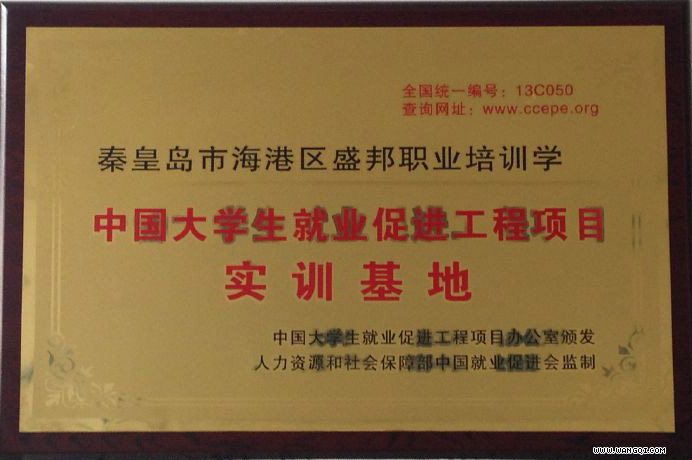 全国统一编号：13C050
查询网址：www.ccepe.org
秦皇岛市海港区盛邦职业培训学
中国大学生就业促进工程项目
实训基地
中国大学生就业促进工程项目办公室颁发
人力资源和社会保障部中国就业促进会监制
WWW.WANGQI.COM